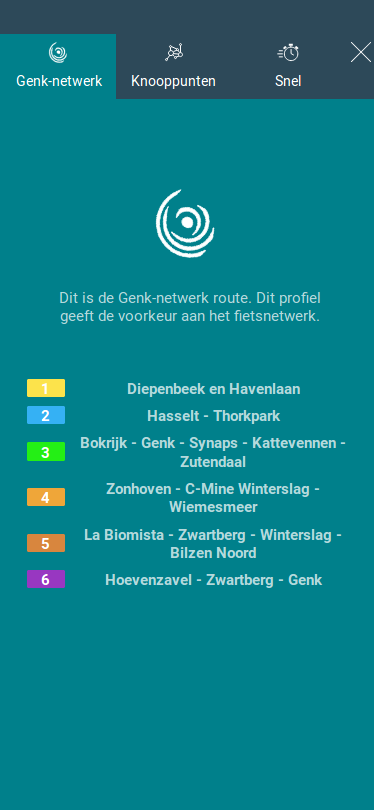 Genk-netwerk
Knooppunten
Snel
Dit is de Genk-netwerk route. Dit profiel
geeft de voorkeur aan het fietsnetwerk.
1 Diepenbeek en Havenlaan
2 Hasselt - Thorkpark
3 Bokrijk - Genk - Synaps - Kattevennen -
Zutendaal
4 Zonhoven - C-Mine Winterslag -
Wiemesmeer
5 La Biomista - Zwartberg - Winterslag -
Bilzen Noord
6 Hoevenzavel - Zwartberg - Genk